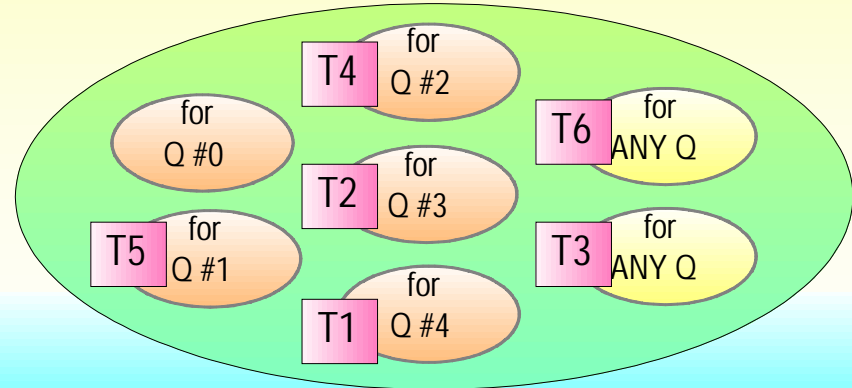 for
Q #0
T5
for
Q #1
T4
for
Q #2
T2
for
Q #3
T1
for
Q #4
T6
for
ANY Q
T3
for
ANY Q